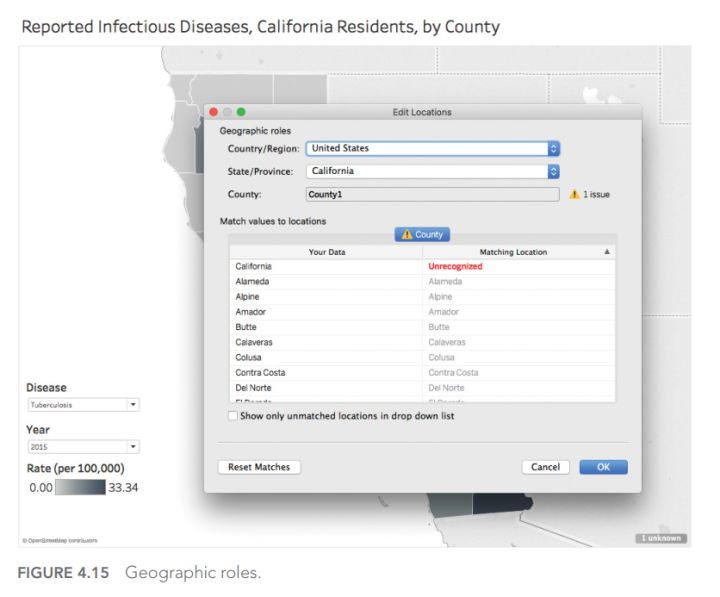 Reported Infectious Diseases, California Residents, by County
Edit Locations
Geographic roles
Country/Region: United States
State/Province: California
County: County1 1 issue
Match values to locations
County
Your Data Matching Location
California Unrecognized
Alameda Alameda
Alpine Alpine
Amador Amador
Butte Butte
Calaveras Calaveras
Colusa Colusa
Contra Costa Contra Costa
Del Norte Del Norte
El Dorado El Dorado
Show only unmatched locations in drop down list
Reset Matches Cancel OK
Disease
Tuberculosis
Year
2015
Rate (per 100,000)
0.00 33.34
© OpenStreetMap contributors
1 unknown
FIGURE 4.15 Geographic roles.